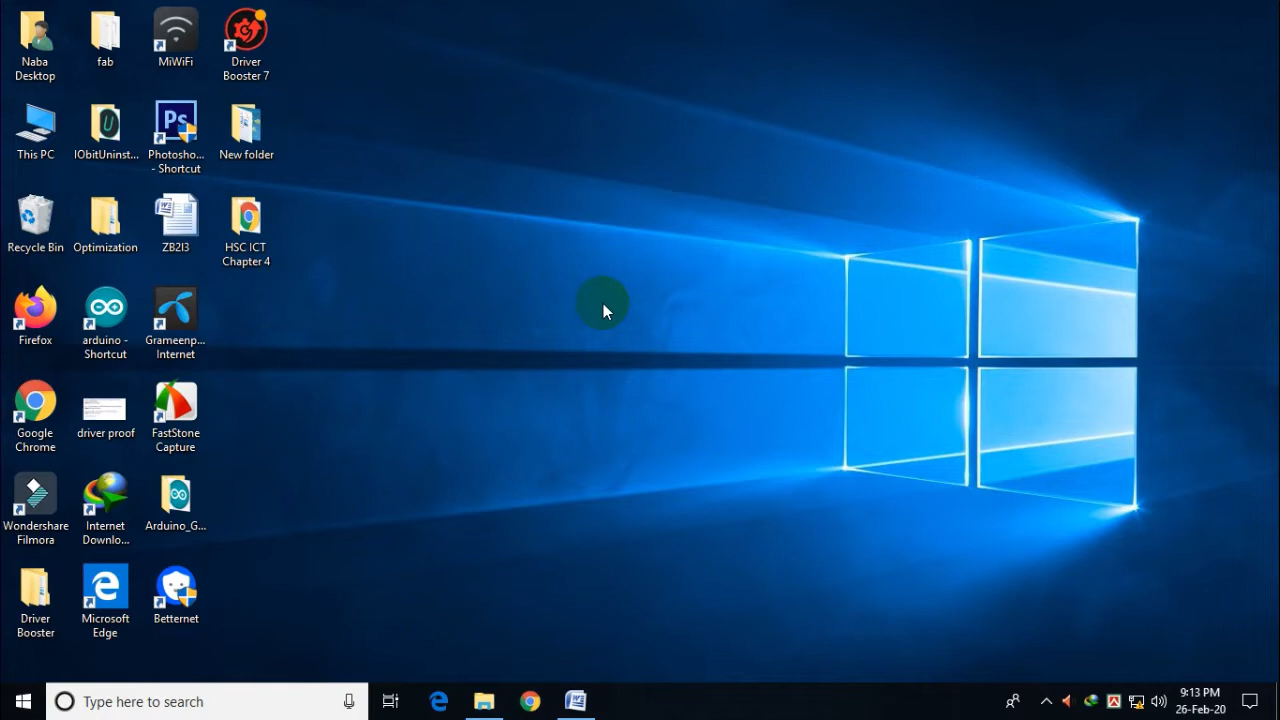 Naba
Desktop
fab
MiWiFi
Driver
Booster 7
This PC
IObitUninst...
Photosho...
- Shortcut
New folder
Recycle Bin
Optimization
ZB2I3
HSC ICT
Chapter 4
Firefox
arduino -
Shortcut
Grameenp...
Internet
Google
Chrome
driver proof
FastStone
Capture
Wondershare
Filmora
Internet
Downlo...
Arduino_G...
Driver
Booster
Microsoft
Edge
Betternet
Type here to search
9:13 PM
26-Feb-20